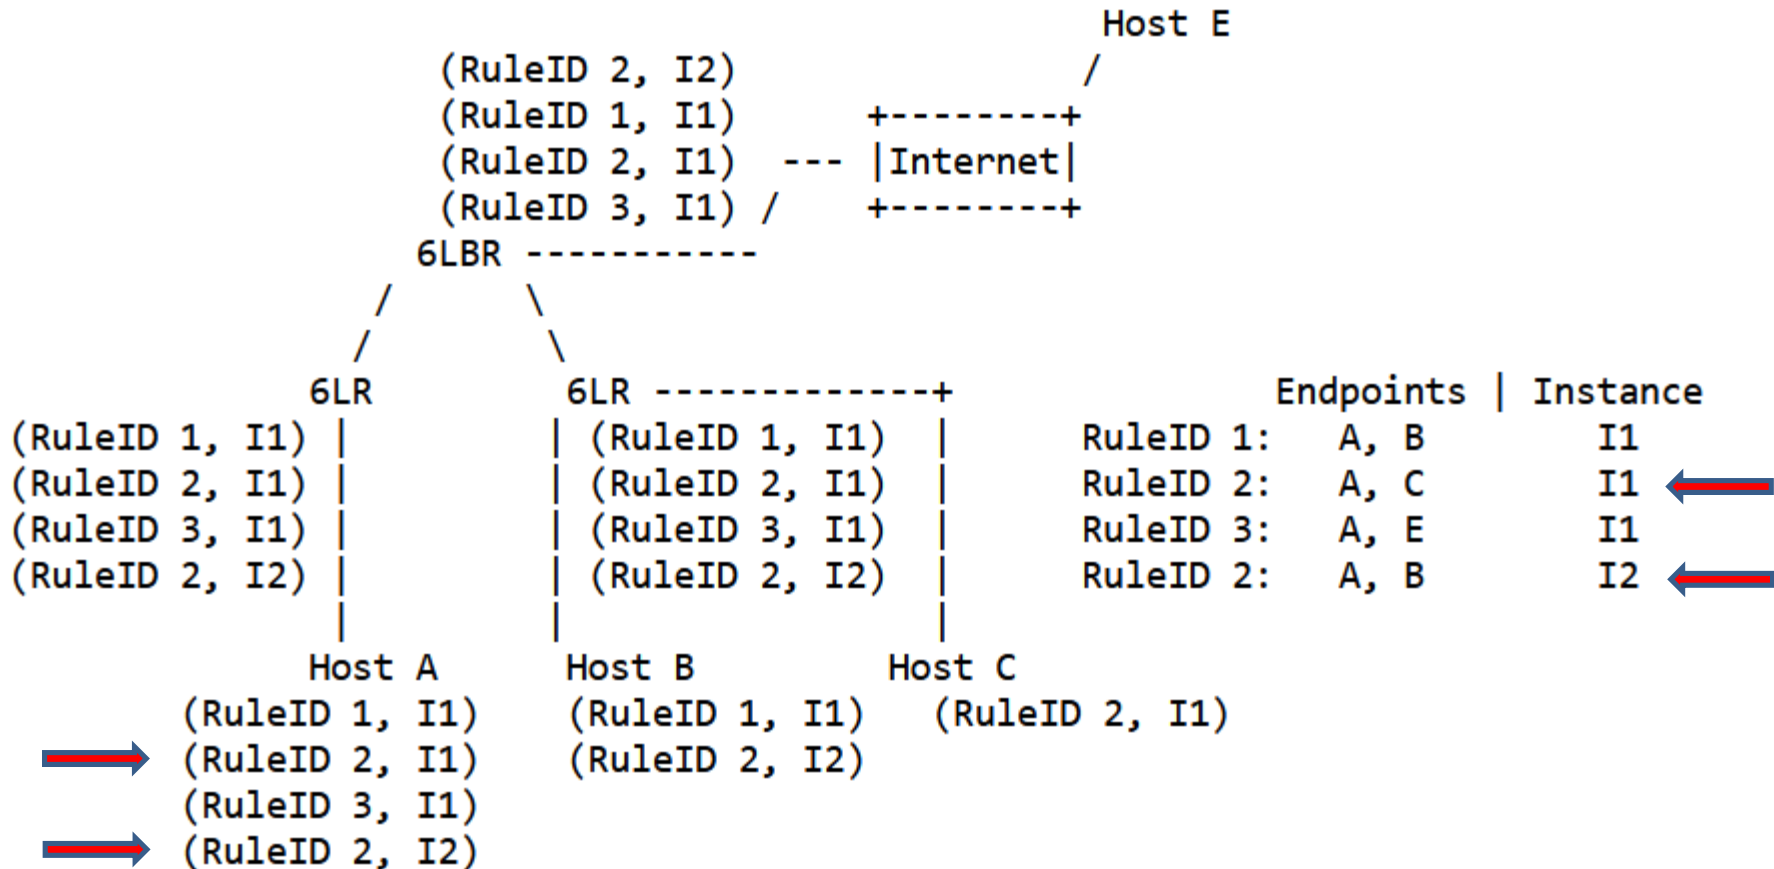 Host E
(RuleID 2, I2) /
(RuleID 1, I1) +--------+
(RuleID 2, I1) --- |Internet|
(RuleID 3, I1) / +--------+
6LBR -----------
/ \
/ \
6LR 6LR -------------+ Endpoints | Instance
(RuleID 1, I1) | | (RuleID 1, I1) | RuleID 1: A, B I1
(RuleID 2, I1) | | (RuleID 2, I1) | RuleID 2: A, C I1
(RuleID 3, I1) | | (RuleID 3, I1) | RuleID 3: A, E I1
(RuleID 2, I2) | | (RuleID 2, I2) | RuleID 2: A, B I2
| | |
Host A Host B Host C
(RuleID 1, I1) (RuleID 1, I1) (RuleID 2, I1)
(RuleID 2, I1) (RuleID 2, I2)
(RuleID 3, I1)
(RuleID 2, I2)